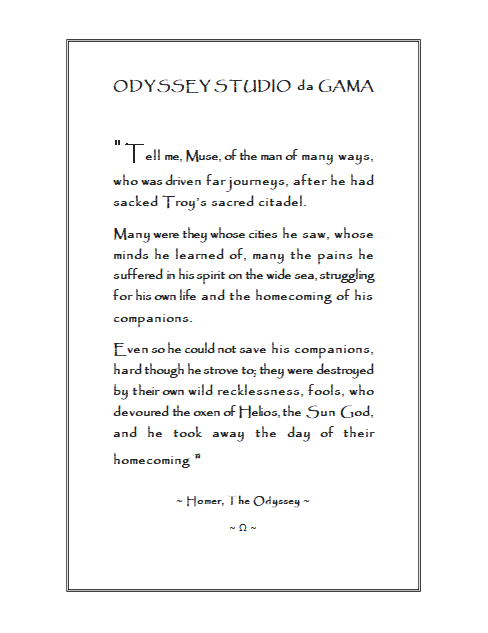 ODYSSEY STUDIO da GAMA
"Tell me, Muse, of the man of many ways,
who was driven far journeys, after he had
sacked Troy's sacred citadel.
Many were they whose cities he saw, whose
minds he learned of, many the pains he
suffered in his spirit on the wide sea, struggling
for his own life and the homecoming of his
companions.
Even so he could not save his companions,
hard though he strove to; they were destroyed
by their own wild recklessness, fools, who
devoured the oxen of Helios, the Sun God,
and he took away the day of their
homecoming "
~ Homer, The Odyssey ~
~ Ω ~